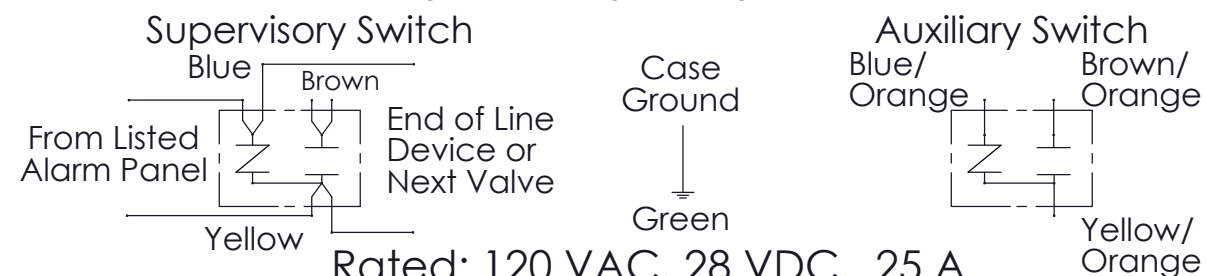 Supervisory Switch
Blue
Brown
From Listed
Alarm Panel
End of Line
Device or
Next Valve
Yellow
Case
Ground
Green
Auxiliary Switch
Blue/
Orange
Brown/
Orange
Yellow/
Orange
Rated: 120 VAC, 28 VDC, .25 A